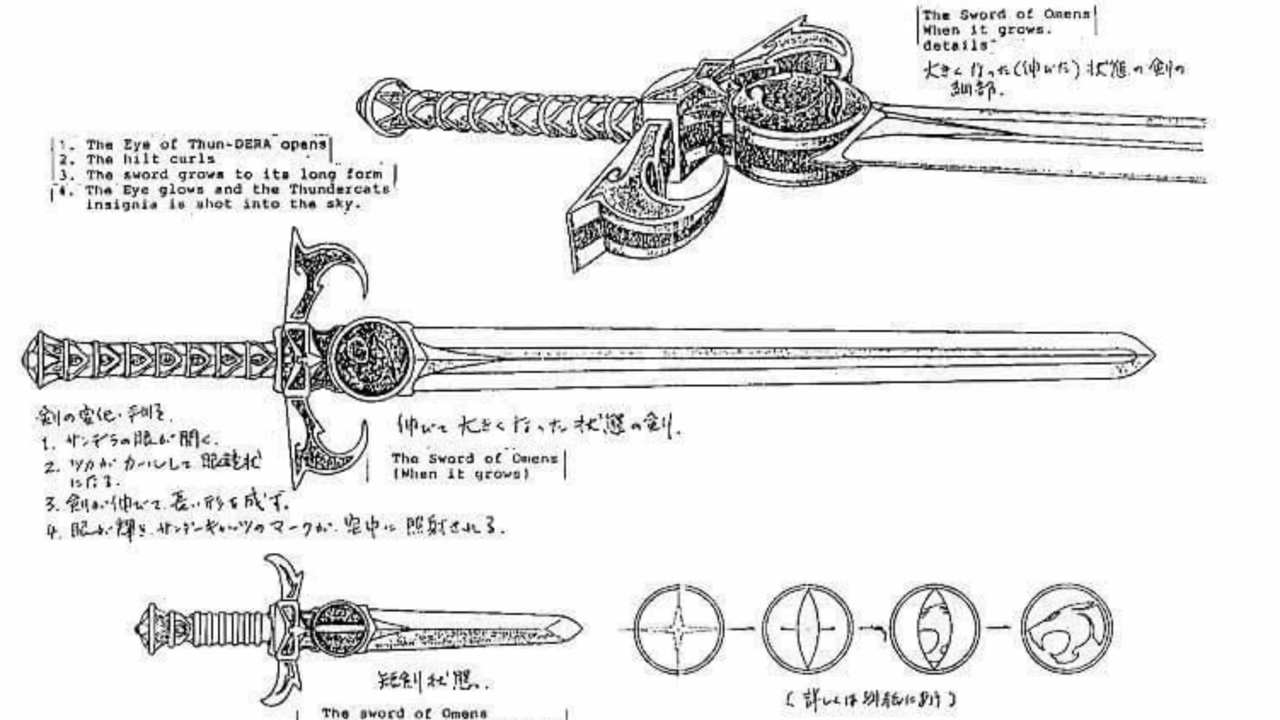 The Sword of Omens
When it grows.
details
大きくなった(伸びた)状態の剣の
細部.
1. The Eye of Thun-DERA opens
2. The hilt curls
3. The sword grows to its long form
4. The Eye glows and the Thundercats
insignia is shot into the sky.
剣の変化・手順.
1. サンデラの眼が開く.
2. ツカがカールして眼鏡状
になる.
3. 剣が伸びて、長い形を成す。
4. 眼が輝き、サンダーキャッツのマークが、空中に照射される.
伸びて大きくなった状態の剣.
The Sword of Omens
(When it grows)
短剣状態.
The sword of Omens
(詳しくは別紙にあり)